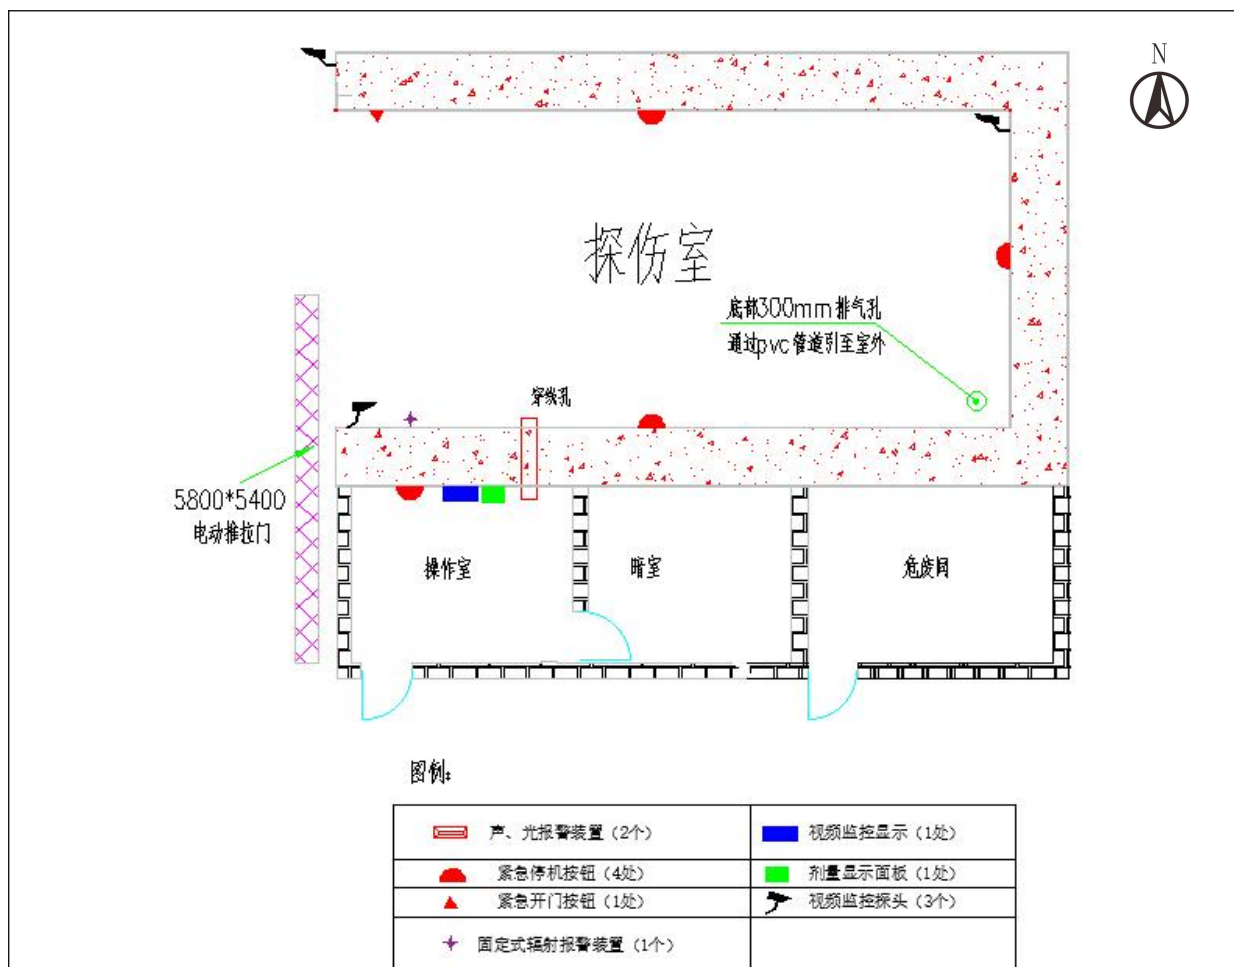 N
探伤室
底部300mm排气孔
通过pvc管道引至室外
穿线孔
5800*5400
电动推拉门
操作室
暗室
危废间
图例:
声、光报警装置（2个）
视频监控显示（1处）
紧急停机按钮（4处）
剂量显示面板（1处）
紧急开门按钮（1处）
视频监控探头（3个）
固定式辐射报警装置（1个）